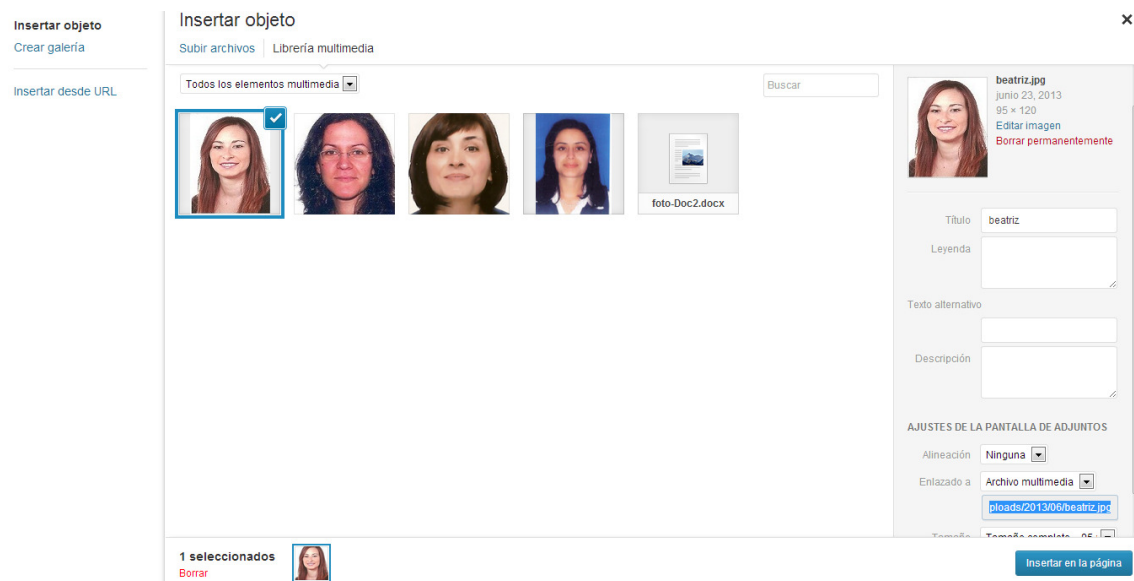 Insertar objeto
Crear galería
Insertar desde URL
Insertar objeto
Subir archivos
Librería multimedia
Todos los elementos multimedia
Buscar
foto-Doc2.docx
beatriz.jpg
junio 23, 2013
95 × 120
Editar imagen
Borrar permanentemente
Título
beatriz
Leyenda
Texto alternativo
Descripción
AJUSTES DE LA PANTALLA DE ADJUNTOS
Alineación
Ninguna
Enlazado a
Archivo multimedia
ploads/2013/06/beatriz.jpg
Tamaño
Tamaño completo
1 seleccionados
Borrar
Insertar en la página